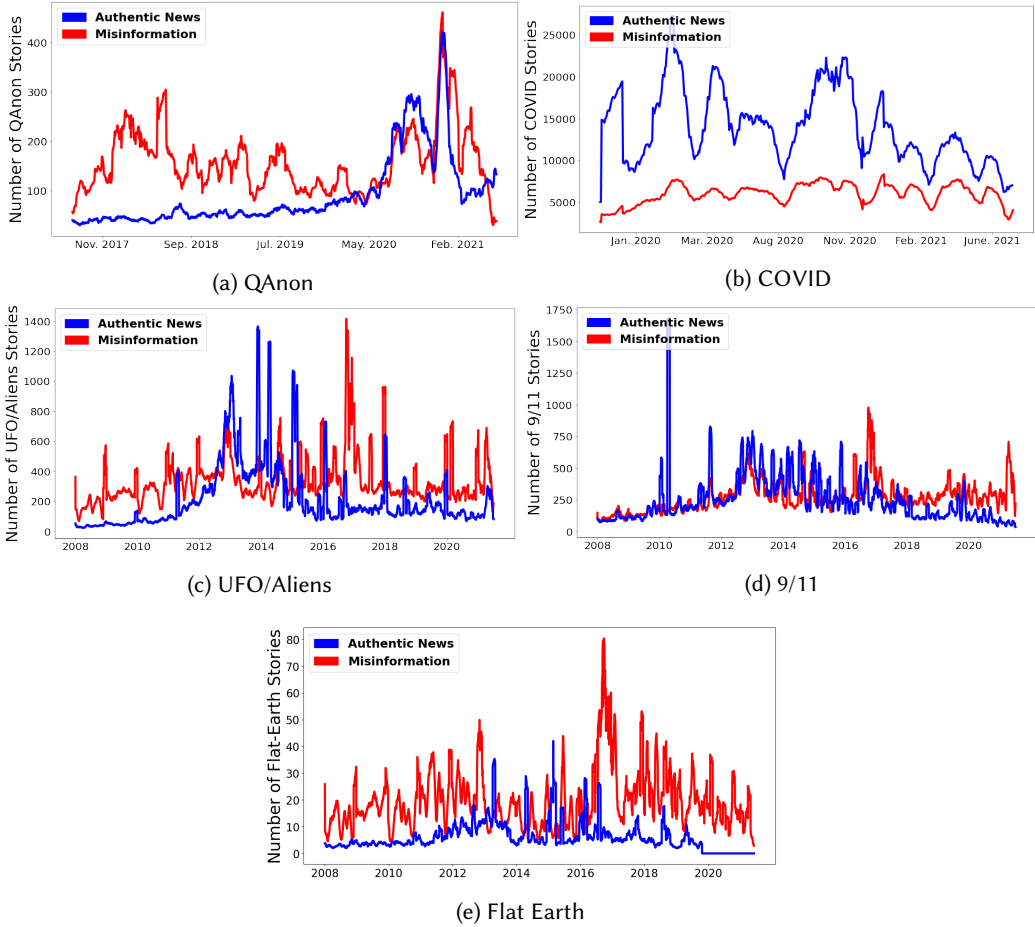 Number of QAnon Stories
400
300
200
100
Authentic News
Misinformation
Nov. 2017
Sep. 2018
Jul. 2019
May. 2020
Feb. 2021
(a) QAnon
Number of COVID Stories
25000
20000
15000
10000
5000
Authentic News
Misinformation
Jan. 2020
Mar. 2020
Aug. 2020
Nov. 2020
Feb. 2021
June. 2021
(b) COVID
Number of UFO/Aliens Stories
1400
1200
1000
800
600
400
200
0
Authentic News
Misinformation
2008
2010
2012
2014
2016
2018
2020
(c) UFO/Aliens
Number of 9/11 Stories
1750
1500
1250
1000
750
500
250
0
Authentic News
Misinformation
2008
2010
2012
2014
2016
2018
2020
(d) 9/11
Number of Flat-Earth Stories
80
70
60
50
40
30
20
10
0
Authentic News
Misinformation
2008
2010
2012
2014
2016
2018
2020
(e) Flat Earth